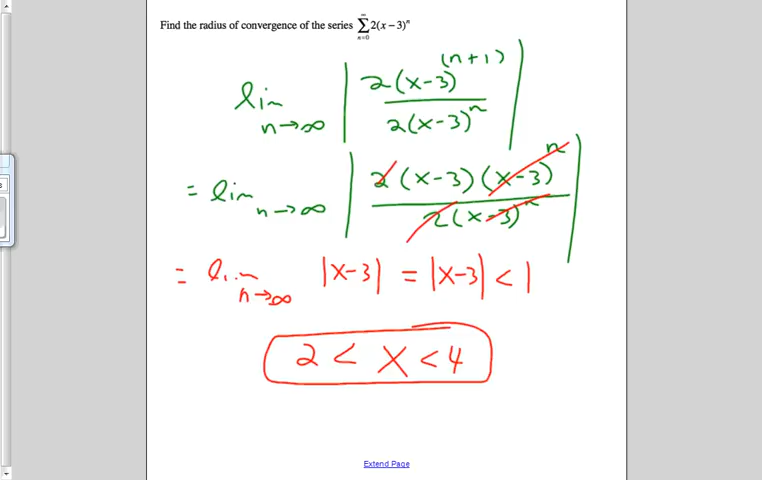 Find the radius of convergence of the series ∞∑n=0 2(x − 3)ⁿ
lim n→∞ | 2(x-3)^(n+1) / 2(x-3)^n |
= lim n→∞ | 2(x-3)(x-3)^n / 2(x-3)^n |
= lim n→∞ |x-3| = |x-3| < 1
2 < x < 4
Extend Page